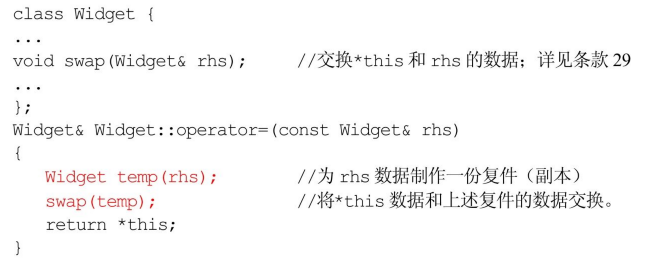 class Widget {
...
void swap(Widget& rhs);    //交换*this 和 rhs 的数据；详见条款 29
...
};
Widget& Widget::operator=(const Widget& rhs)
{
    Widget temp(rhs);    //为 rhs 数据制作一份复件（副本）
    swap(temp);    //将*this 数据和上述复件的数据交换。
    return *this;
}